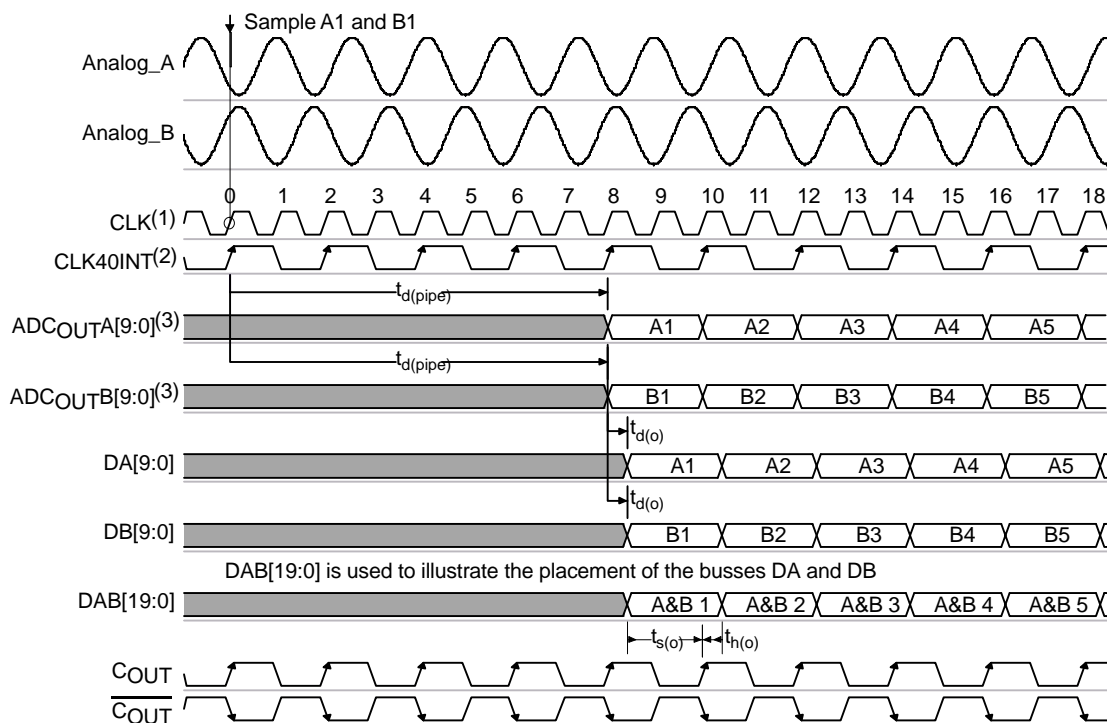 Sample A1 and B1
Analog_A
Analog_B
0 1 2 3 4 5 6 7 8 9 10 11 12 13 14 15 16 17 18
CLK(1)
CLK40INT(2)
td(pipe)
ADCOUTA[9:0](3)
A1 A2 A3 A4 A5
td(pipe)
ADCOUTB[9:0](3)
B1 B2 B3 B4 B5
td(o)
DA[9:0]
A1 A2 A3 A4 A5
td(o)
DB[9:0]
B1 B2 B3 B4 B5
DAB[19:0] is used to illustrate the placement of the busses DA and DB
DAB[19:0]
A&B 1 A&B 2 A&B 3 A&B 4 A&B 5
ts(o) th(o)
COUT
COUT